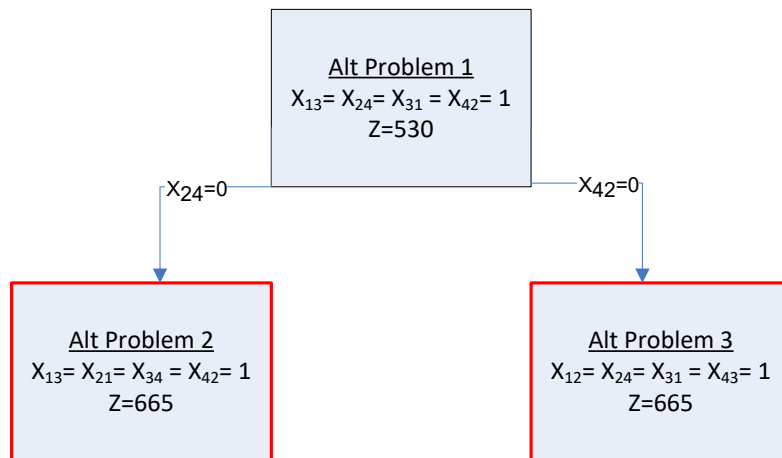 Alt Problem 1
X13= X24= X31 = X42= 1
Z=530
X24=0
X42=0
Alt Problem 2
X13= X21= X34 = X42= 1
Z=665
Alt Problem 3
X12= X24= X31 = X43= 1
Z=665